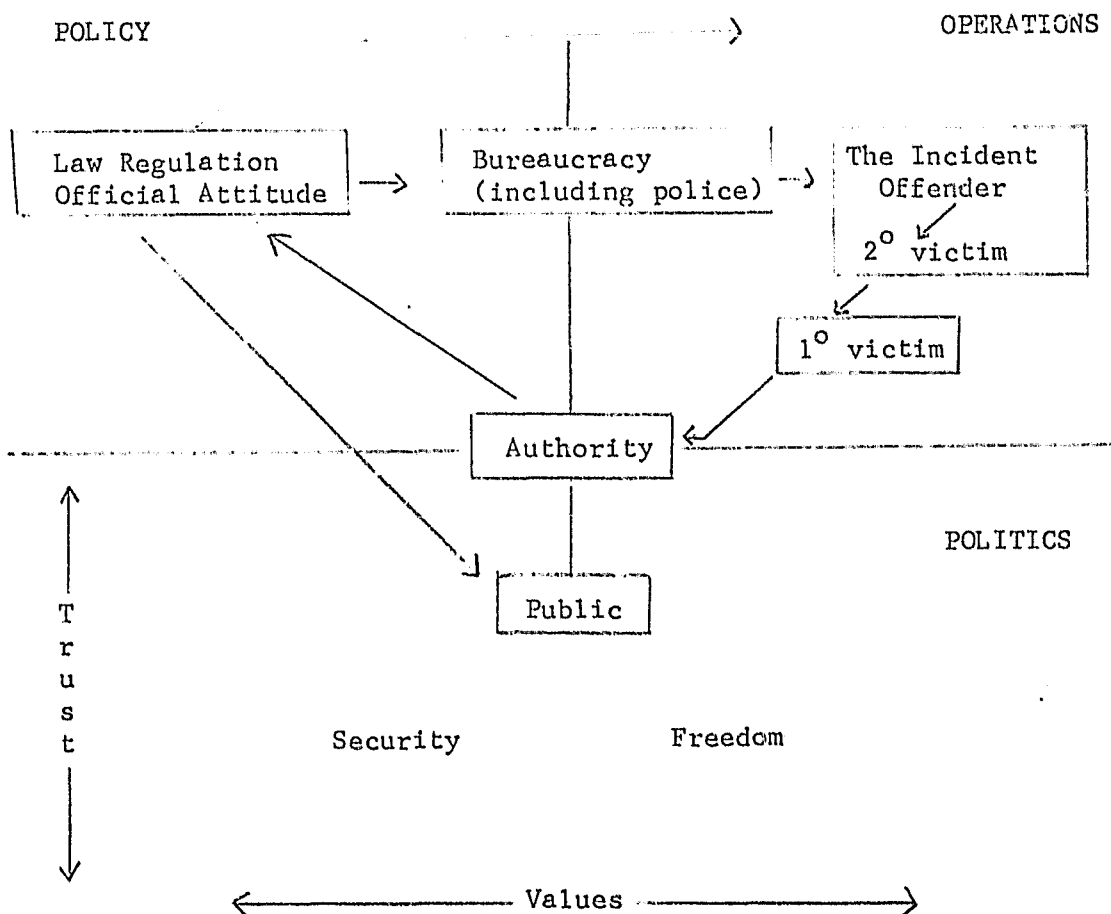 POLICY
OPERATIONS
Law Regulation
Official Attitude
Bureaucracy
(including police)
The Incident
Offender
2° victim
1° victim
Authority
POLITICS
Public
Trust
Security
Freedom
Values